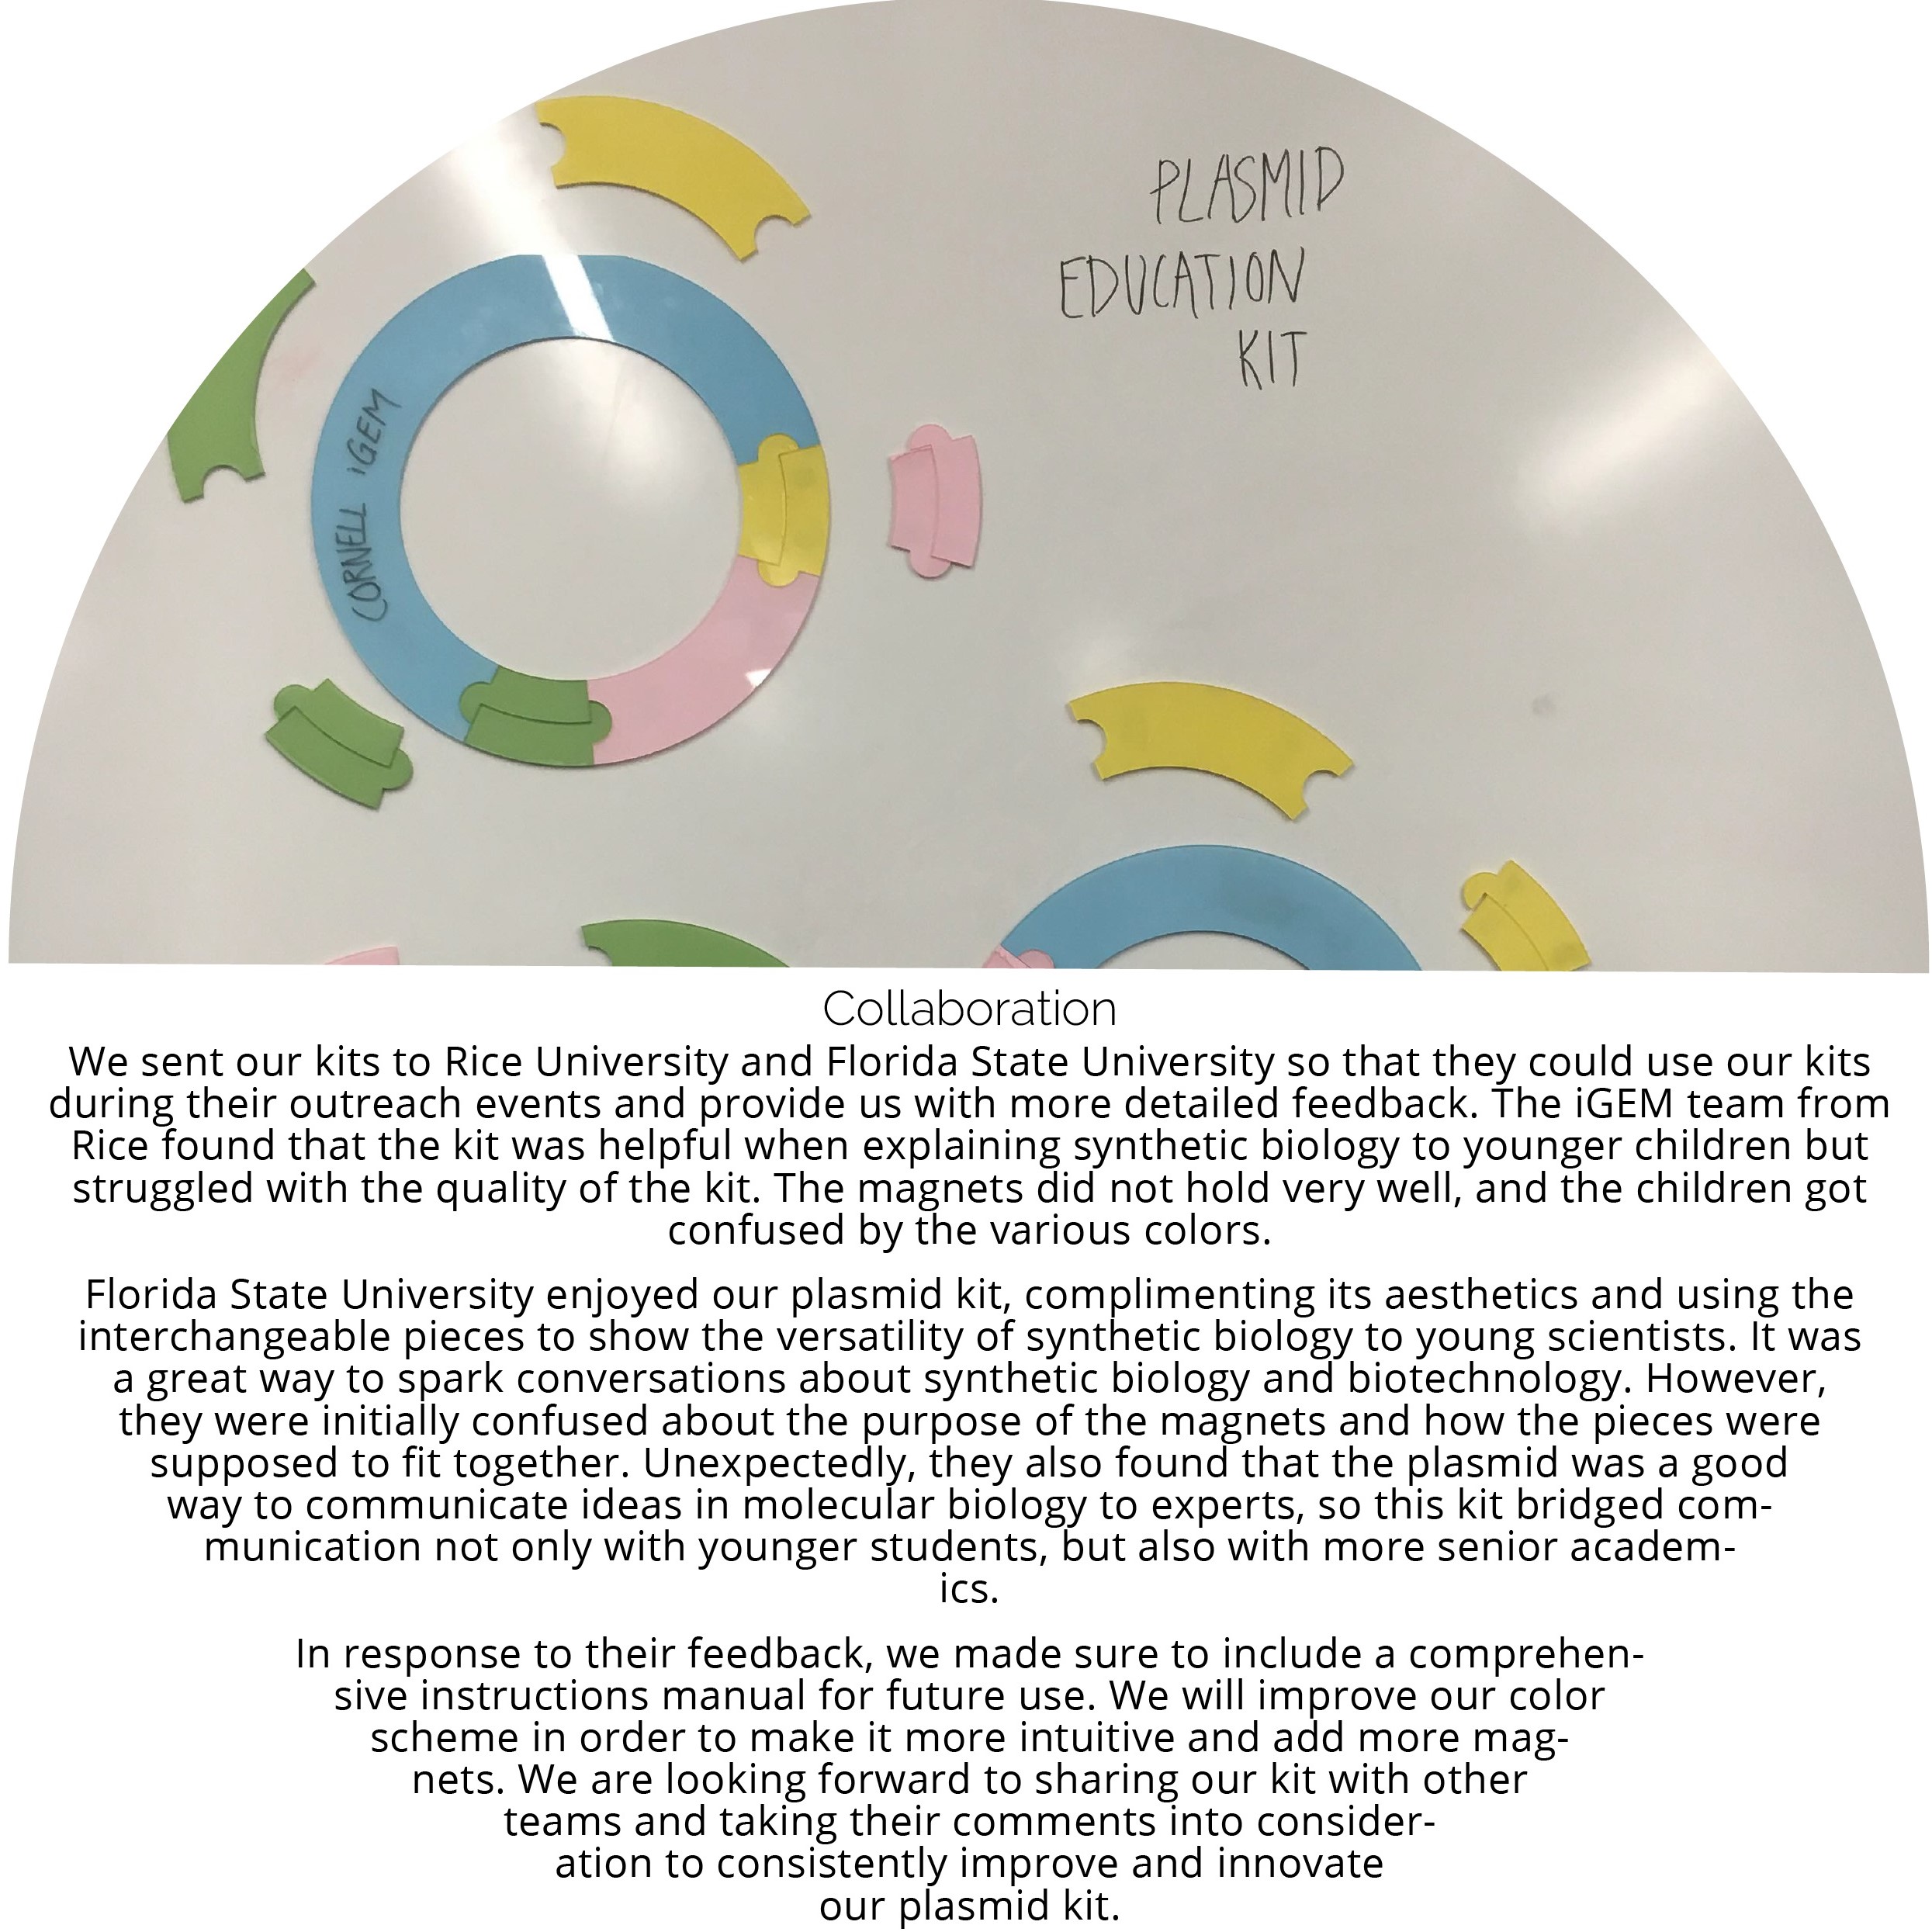 PLASMID
EDUCATION
KIT
CORNELL iGEM
Collaboration
We sent our kits to Rice University and Florida State University so that they could use our kits
during their outreach events and provide us with more detailed feedback. The iGEM team from
Rice found that the kit was helpful when explaining synthetic biology to younger children but
struggled with the quality of the kit. The magnets did not hold very well, and the children got
confused by the various colors.
Florida State University enjoyed our plasmid kit, complimenting its aesthetics and using the
interchangeable pieces to show the versatility of synthetic biology to young scientists. It was
a great way to spark conversations about synthetic biology and biotechnology. However,
they were initially confused about the purpose of the magnets and how the pieces were
supposed to fit together. Unexpectedly, they also found that the plasmid was a good
way to communicate ideas in molecular biology to experts, so this kit bridged com-
munication not only with younger students, but also with more senior academ-
ics.
In response to their feedback, we made sure to include a comprehen-
sive instructions manual for future use. We will improve our color
scheme in order to make it more intuitive and add more mag-
nets. We are looking forward to sharing our kit with other
teams and taking their comments into consider-
ation to consistently improve and innovate
our plasmid kit.